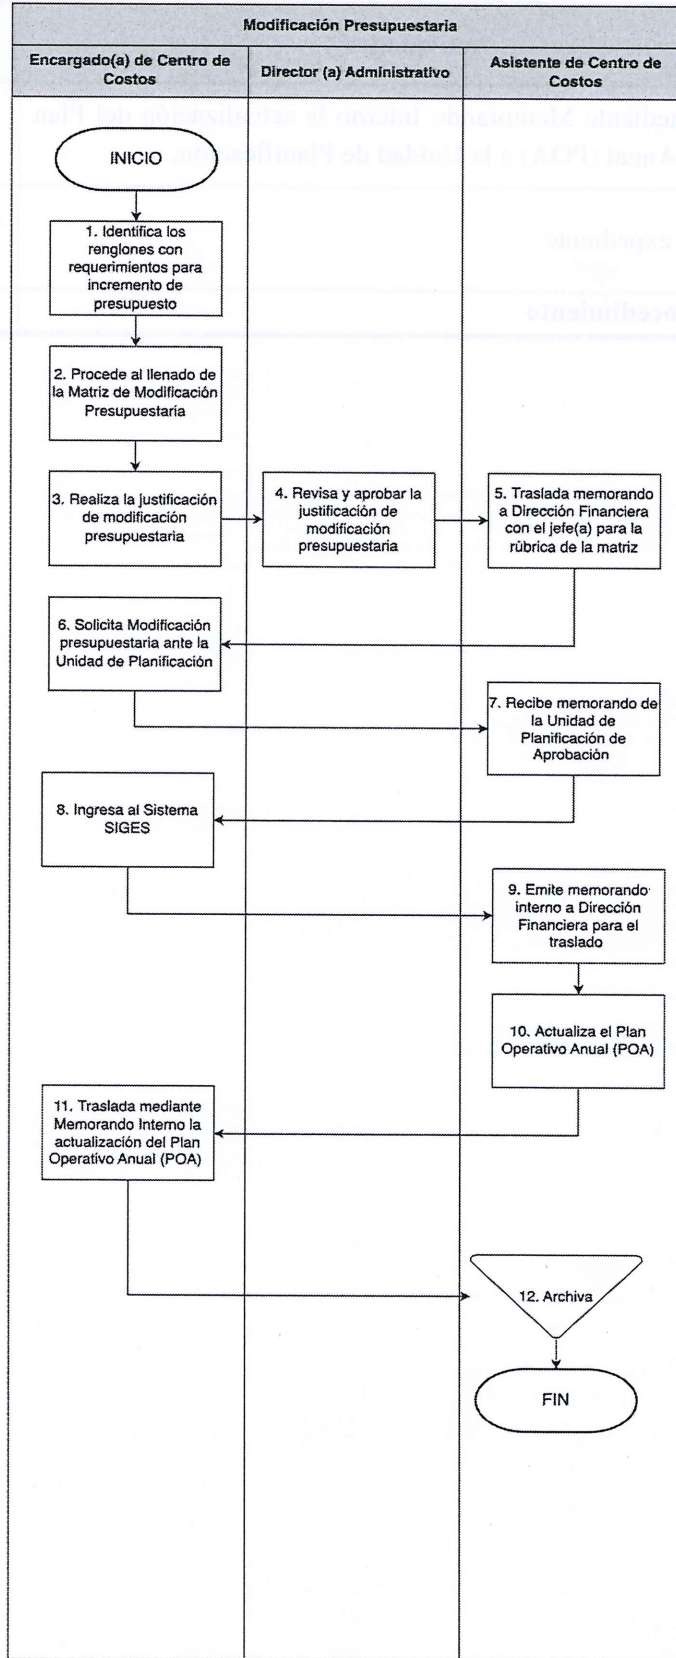 Modificación Presupuestaria
Encargado(a) de Centro de
Costos
Director (a) Administrativo
Asistente de Centro de
Costos
INICIO
1. Identifica los
renglones con
requerimientos para
incremento de
presupuesto
2. Procede al llenado de
la Matriz de Modificación
Presupuestaria
3. Realiza la justificación
de modificación
presupuestaria
4. Revisa y aprobar la
justificación de
modificación
presupuestaria
5. Traslada memorando
a Dirección Financiera
con el jefe(a) para la
rúbrica de la matriz
6. Solicita Modificación
presupuestaria ante la
Unidad de Planificación
7. Recibe memorando de
la Unidad de
Planificación de
Aprobación
8. Ingresa al Sistema
SIGES
9. Emite memorando
interno a Dirección
Financiera para el
traslado
10. Actualiza el Plan
Operativo Anual (POA)
11. Traslada mediante
Memorando Interno la
actualización del Plan
Operativo Anual (POA)
12. Archiva
FIN
mediante Memorando Interno la actualización del Plan
Anual (POA) a la Unidad de Planificación.
expediente.